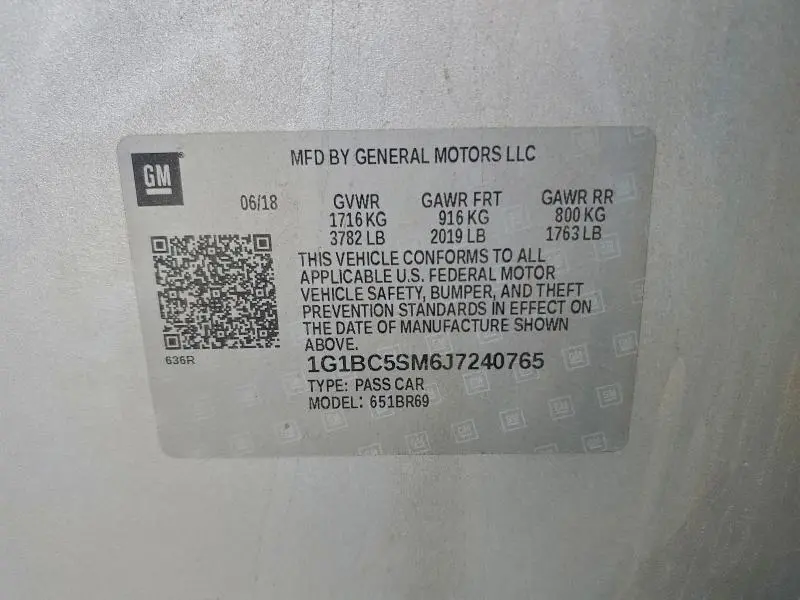 GM
MFD BY GENERAL MOTORS LLC
06/18 GVWR GAWR FRT GAWR RR
1716 KG 916 KG 800 KG
3782 LB 2019 LB 1763 LB
THIS VEHICLE CONFORMS TO ALL
APPLICABLE U.S. FEDERAL MOTOR
VEHICLE SAFETY, BUMPER, AND THEFT
PREVENTION STANDARDS IN EFFECT ON
THE DATE OF MANUFACTURE SHOWN
ABOVE.
636R
1G1BC5SM6J7240765
TYPE: PASS CAR
MODEL: 651BR69